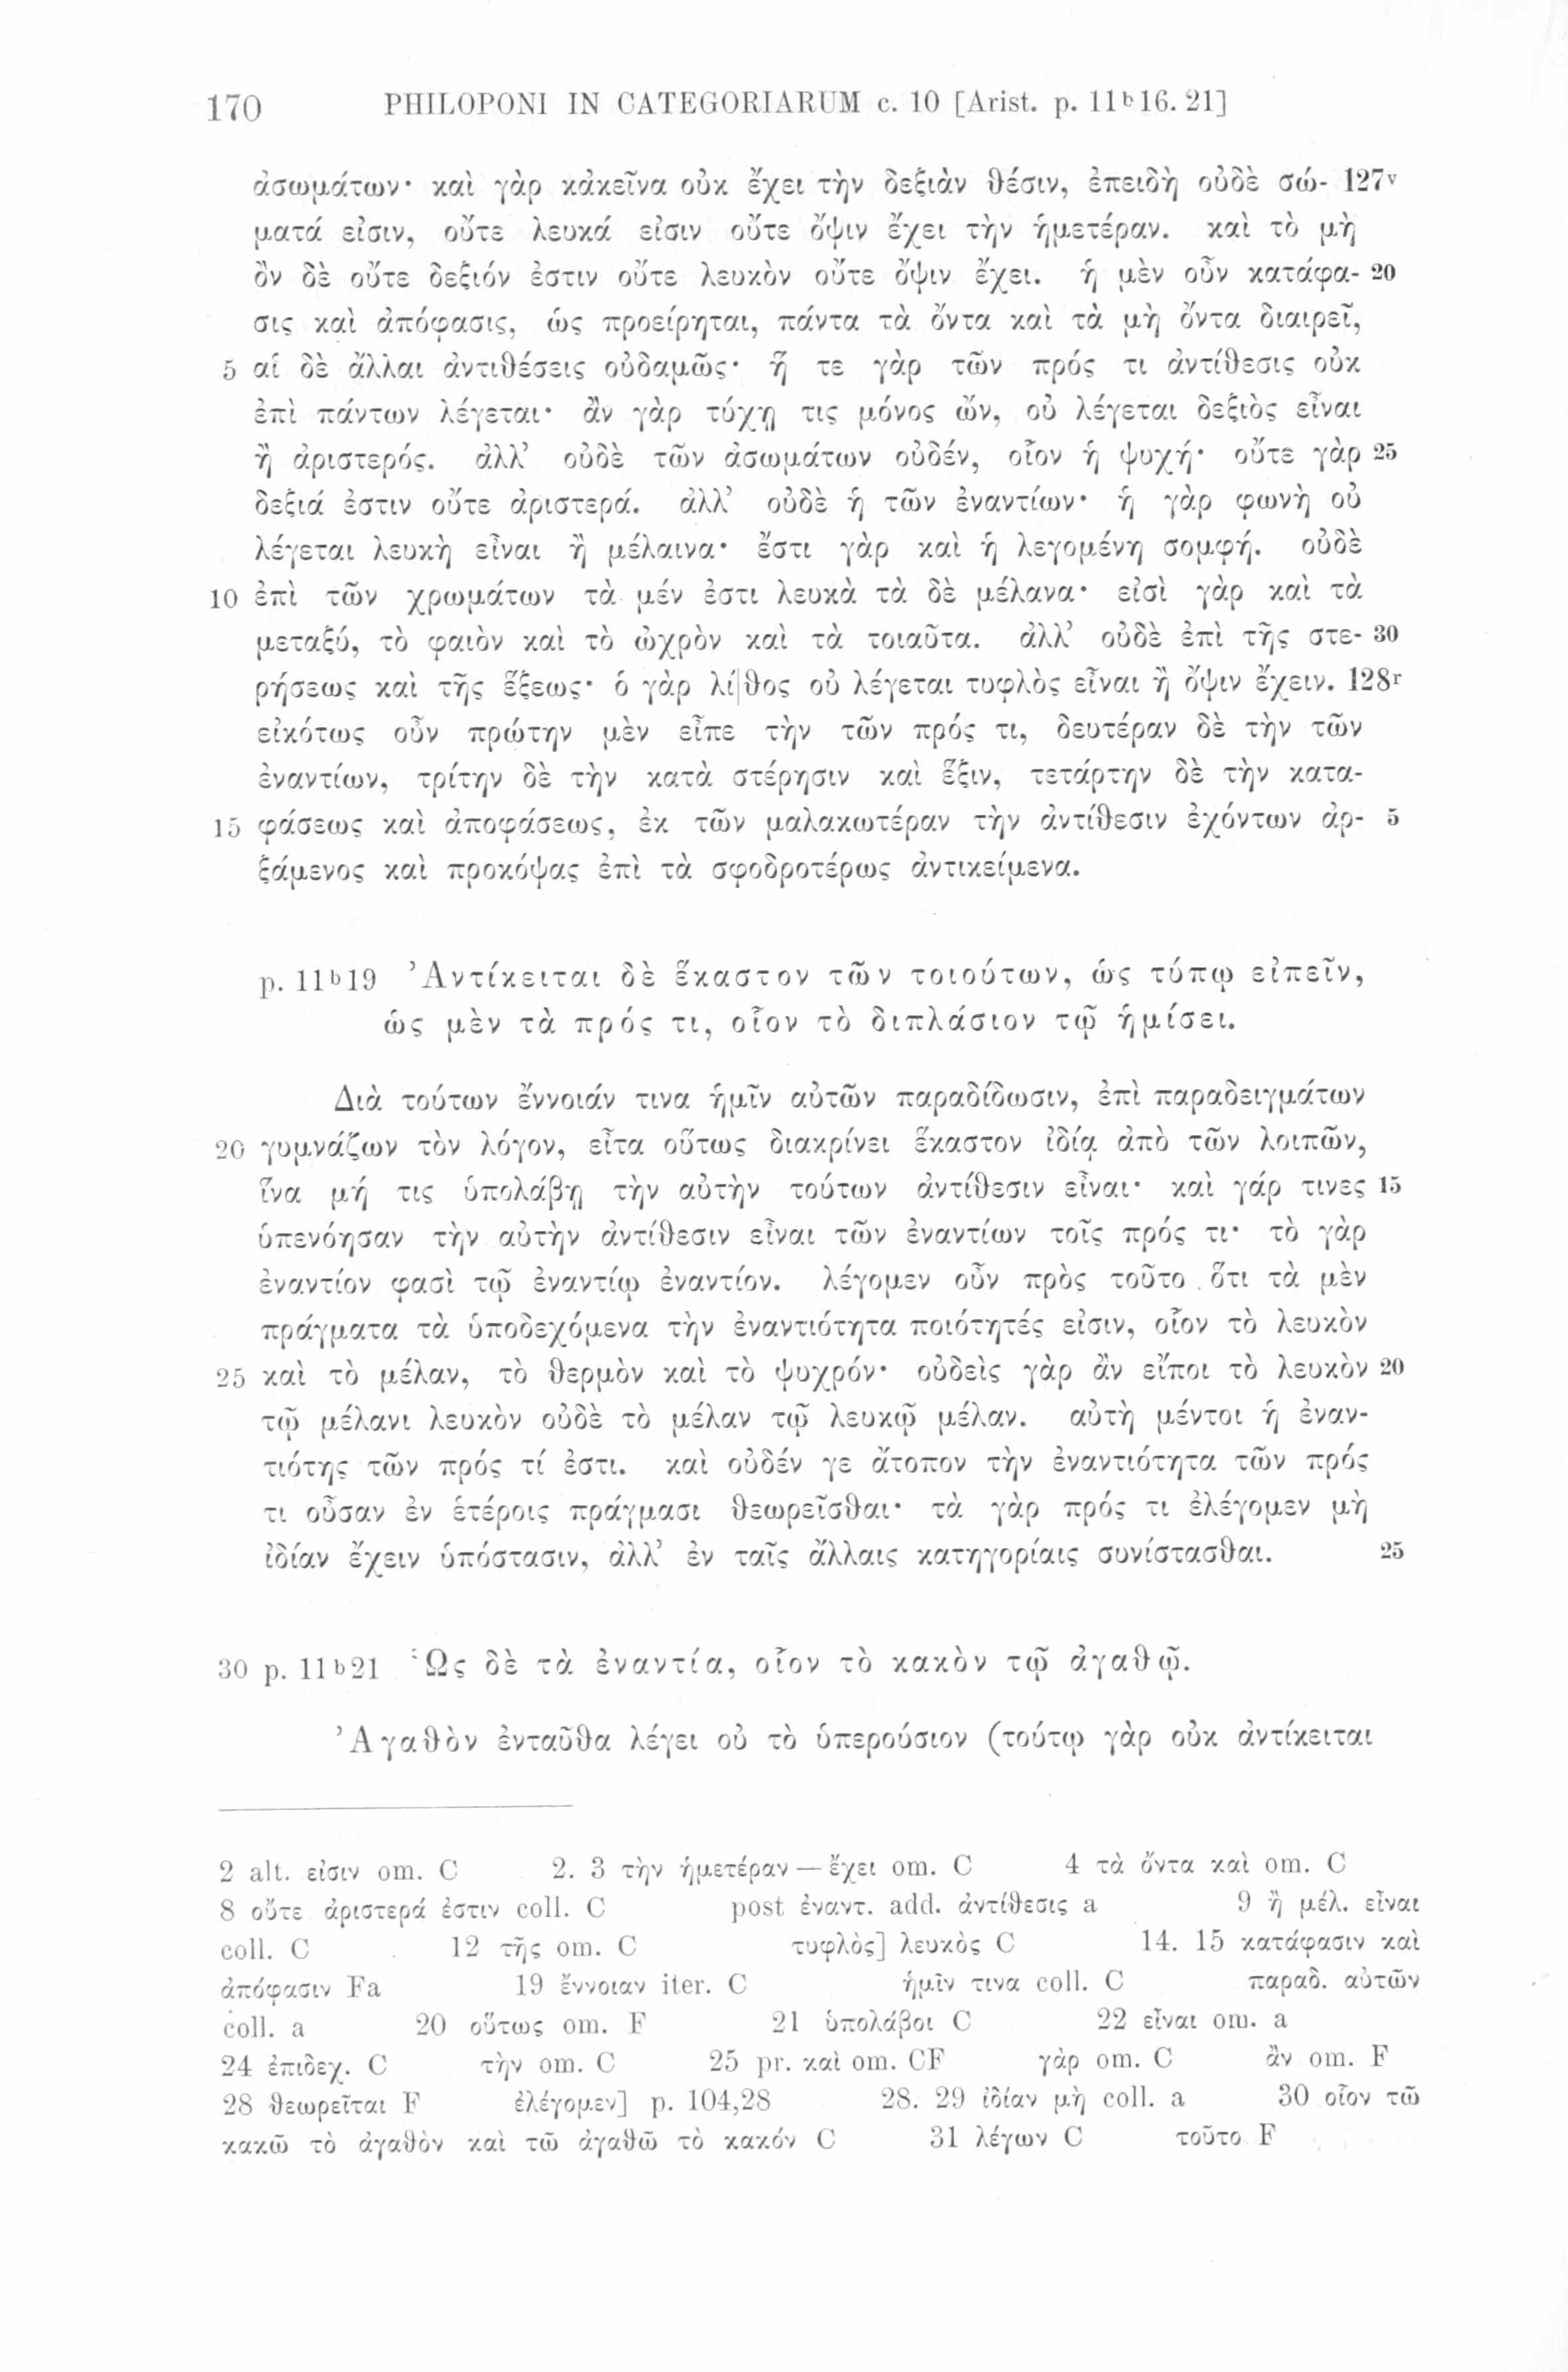 170 PHILOPONI IN CATEGORIARUM c. 10 [Arist. p. 11ᵇ16. 21]
ἀσωμάτων· καὶ γὰρ κἀκεῖνα οὐκ ἔχει τὴν δεξιὰν θέσιν, ἐπειδὴ οὐδὲ σώ- 127ᵛ
ματά εἰσιν, οὔτε λευκά εἰσιν οὔτε ὄψιν ἔχει τὴν ἡμετέραν. καὶ τὸ μὴ
ὂν δὲ οὔτε δεξιόν ἐστιν οὔτε λευκὸν οὔτε ὄψιν ἔχει. ἡ μὲν οὖν κατάφα- 20
σις καὶ ἀπόφασις, ὡς προείρηται, πάντα τὰ ὄντα καὶ τὰ μὴ ὄντα διαιρεῖ,
5 αἱ δὲ ἄλλαι ἀντιθέσεις οὐδαμῶς· ἥ τε γὰρ τῶν πρός τι ἀντίθεσις οὐκ
ἐπὶ πάντων λέγεται· ἂν γὰρ τύχῃ τις μόνος ὤν, οὐ λέγεται δεξιὸς εἶναι
ἢ ἀριστερός. ἀλλ’ οὐδὲ τῶν ἀσωμάτων οὐδέν, οἷον ἡ ψυχή· οὔτε γὰρ 25
δεξιά ἐστιν οὔτε ἀριστερά. ἀλλ’ οὐδὲ ἡ τῶν ἐναντίων· ἡ γὰρ φωνὴ οὐ
λέγεται λευκὴ εἶναι ἢ μέλαινα· ἔστι γὰρ καὶ ἡ λεγομένη σομφή. οὐδὲ
10 ἐπὶ τῶν χρωμάτων τὰ μέν ἐστι λευκὰ τὰ δὲ μέλανα· εἰσὶ γὰρ καὶ τὰ
μεταξύ, τὸ φαιὸν καὶ τὸ ὠχρὸν καὶ τὰ τοιαῦτα. ἀλλ’ οὐδὲ ἐπὶ τῆς στε- 30
ρήσεως καὶ τῆς ἕξεως· ὁ γὰρ λί|θος οὐ λέγεται τυφλὸς εἶναι ἢ ὄψιν ἔχειν. 128ʳ
εἰκότως οὖν πρώτην μὲν εἶπε τὴν τῶν πρός τι, δευτέραν δὲ τὴν τῶν
ἐναντίων, τρίτην δὲ τὴν κατὰ στέρησιν καὶ ἕξιν, τετάρτην δὲ τὴν κατα-
15 φάσεως καὶ ἀποφάσεως, ἐκ τῶν μαλακωτέραν τὴν ἀντίθεσιν ἐχόντων ἀρ- 5
ξάμενος καὶ προκόψας ἐπὶ τὰ σφοδροτέρως ἀντικείμενα.
p. 11ᵇ19 Ἀντίκειται δὲ ἕκαστον τῶν τοιούτων, ὡς τύπῳ εἰπεῖν,
ὡς μὲν τὰ πρός τι, οἷον τὸ διπλάσιον τῷ ἡμίσει.
Διὰ τούτων ἔννοιάν τινα ἡμῖν αὐτῶν παραδίδωσιν, ἐπὶ παραδειγμάτων
20 γυμνάζων τὸν λόγον, εἶτα οὕτως διακρίνει ἕκαστον ἰδίᾳ ἀπὸ τῶν λοιπῶν,
ἵνα μή τις ὑπολάβῃ τὴν αὐτὴν τούτων ἀντίθεσιν εἶναι· καὶ γάρ τινες 15
ὑπενόησαν τὴν αὐτὴν ἀντίθεσιν εἶναι τῶν ἐναντίων τοῖς πρός τι· τὸ γὰρ
ἐναντίον φασὶ τῷ ἐναντίῳ ἐναντίον. λέγομεν οὖν πρὸς τοῦτο ὅτι τὰ μὲν
πράγματα τὰ ὑποδεχόμενα τὴν ἐναντιότητα ποιότητές εἰσιν, οἷον τὸ λευκὸν
25 καὶ τὸ μέλαν, τὸ θερμὸν καὶ τὸ ψυχρόν· οὐδεὶς γὰρ ἂν εἴποι τὸ λευκὸν 20
τῷ μέλανι λευκὸν οὐδὲ τὸ μέλαν τῷ λευκῷ μέλαν. αὐτὴ μέντοι ἡ ἐναν-
τιότης τῶν πρός τί ἐστι. καὶ οὐδέν γε ἄτοπον τὴν ἐναντιότητα τῶν πρός
τι οὖσαν ἐν ἑτέροις πράγμασι θεωρεῖσθαι· τὰ γὰρ πρός τι ἐλέγομεν μὴ
ἰδίαν ἔχειν ὑπόστασιν, ἀλλ’ ἐν ταῖς ἄλλαις κατηγορίαις συνίστασθαι. 25
30 p. 11ᵇ21 Ὡς δὲ τὰ ἐναντία, οἷον τὸ κακὸν τῷ ἀγαθῷ.
Ἀγαθὸν ἐνταῦθα λέγει οὐ τὸ ὑπερούσιον (τούτῳ γὰρ οὐκ ἀντίκειται
2 alt. εἰσιν om. C 2. 3 τὴν ἡμετέραν — ἔχει om. C 4 τὰ ὄντα καὶ om. C
8 οὔτε ἀριστερά ἐστιν coll. C post ἐναντ. add. ἀντίθεσις a 9 ἢ μέλ. εἶναι
coll. C 12 τῆς om. C τυφλὸς] λευκὸς C 14. 15 κατάφασιν καὶ
ἀπόφασιν Fa 19 ἔννοιαν iter. C ἡμῖν τινα coll. C παραδ. αὐτῶν
coll. a 20 οὕτως om. F 21 ὑπολάβοι C 22 εἶναι om. a
24 ἐπιδεχ. C τὴν om. C 25 pr. καὶ om. CF γὰρ om. C ἂν om. F
28 θεωρεῖται F ἐλέγομεν] p. 104,28 28. 29 ἰδίαν μὴ coll. a 30 οἷον τῶ
κακῶ τὸ ἀγαθὸν καὶ τῶ ἀγαθῶ τὸ κακόν C 31 λέγων C τοῦτο F